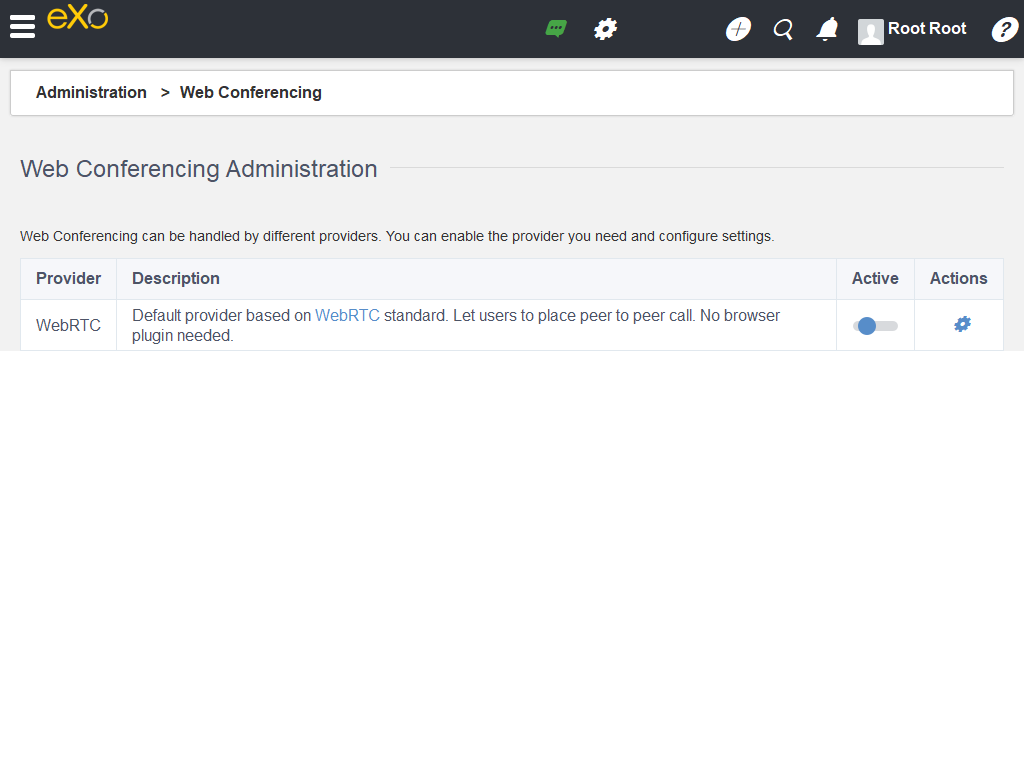 eXo
Root Root
?
Administration > Web Conferencing
Web Conferencing Administration
Web Conferencing can be handled by different providers. You can enable the provider you need and configure settings.
Provider Description Active Actions
WebRTC Default provider based on WebRTC standard. Let users to place peer to peer call. No browser
plugin needed.